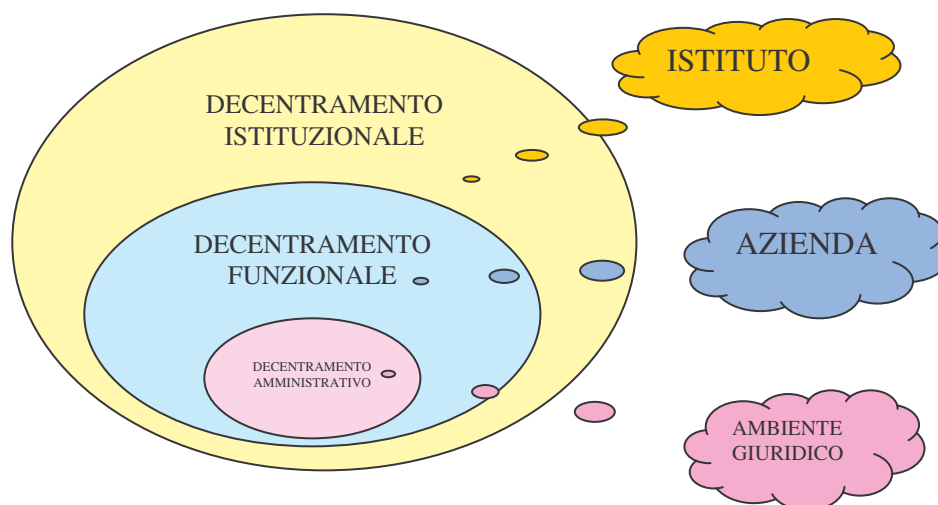 DECENTRAMENTO
ISTITUZIONALE
ISTITUTO
DECENTRAMENTO
FUNZIONALE
AZIENDA
DECENTRAMENTO
AMMINISTRATIVO
AMBIENTE
GIURIDICO